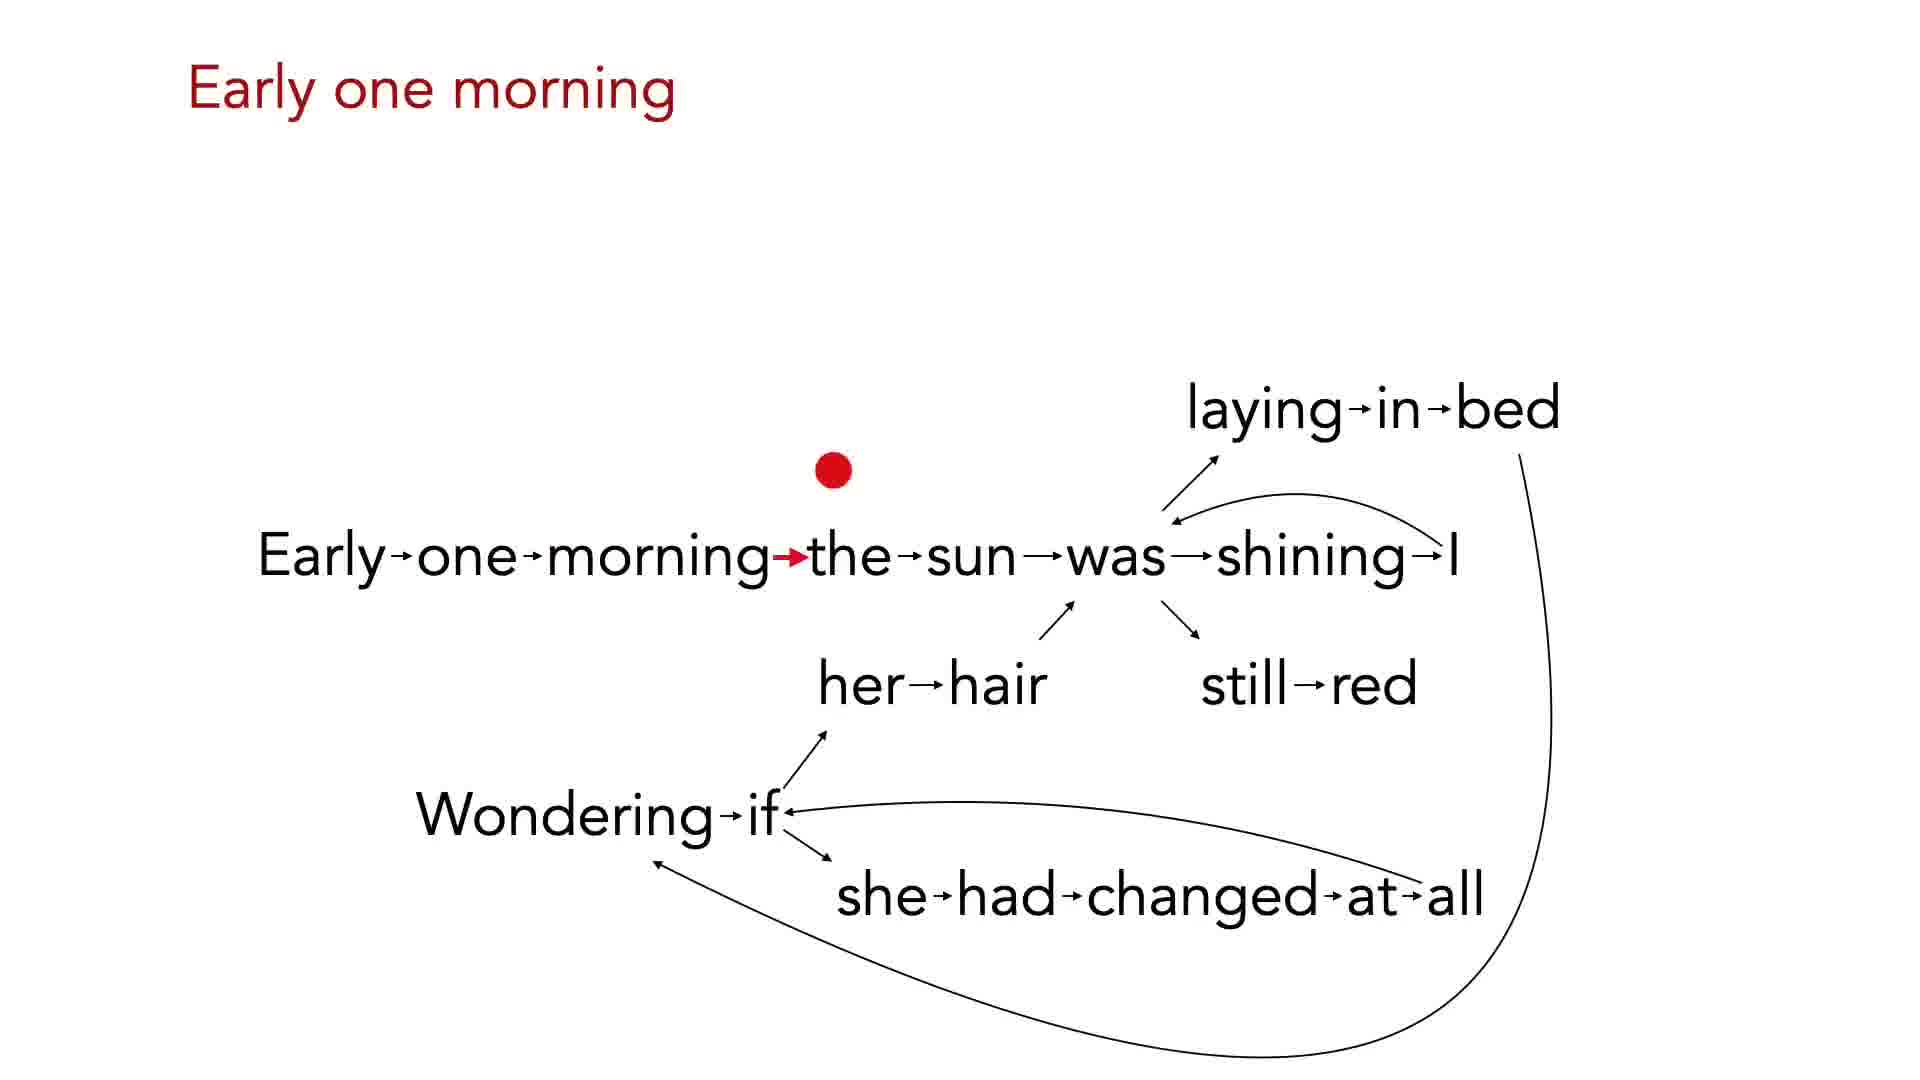 Early one morning
laying in bed
Early one morning the sun was shining I
her hair still red
Wondering if
she had changed at all